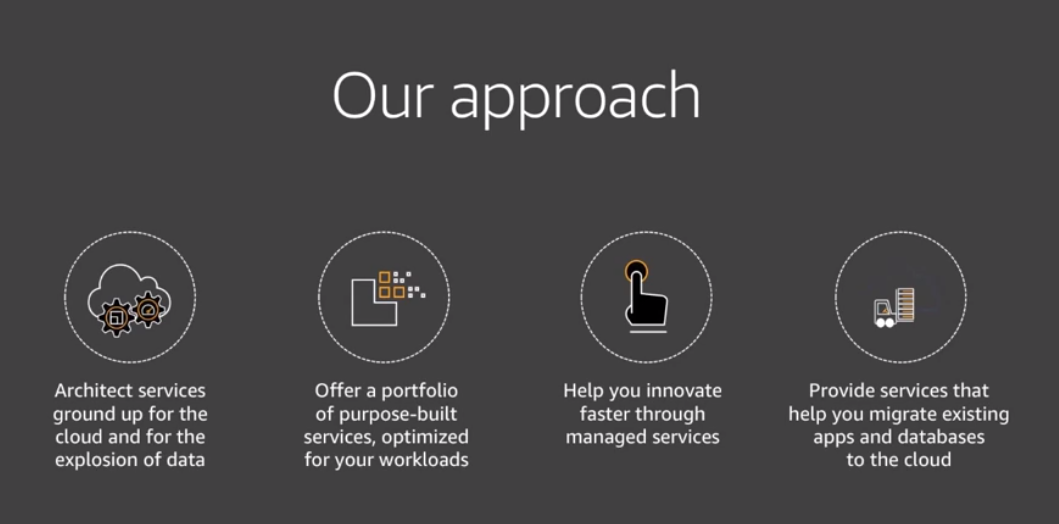 Our approach
Architect services
ground up for the
cloud and for the
explosion of data
Offer a portfolio
of purpose-built
services, optimized
for your workloads
Help you innovate
faster through
managed services
Provide services that
help you migrate existing
apps and databases
to the cloud